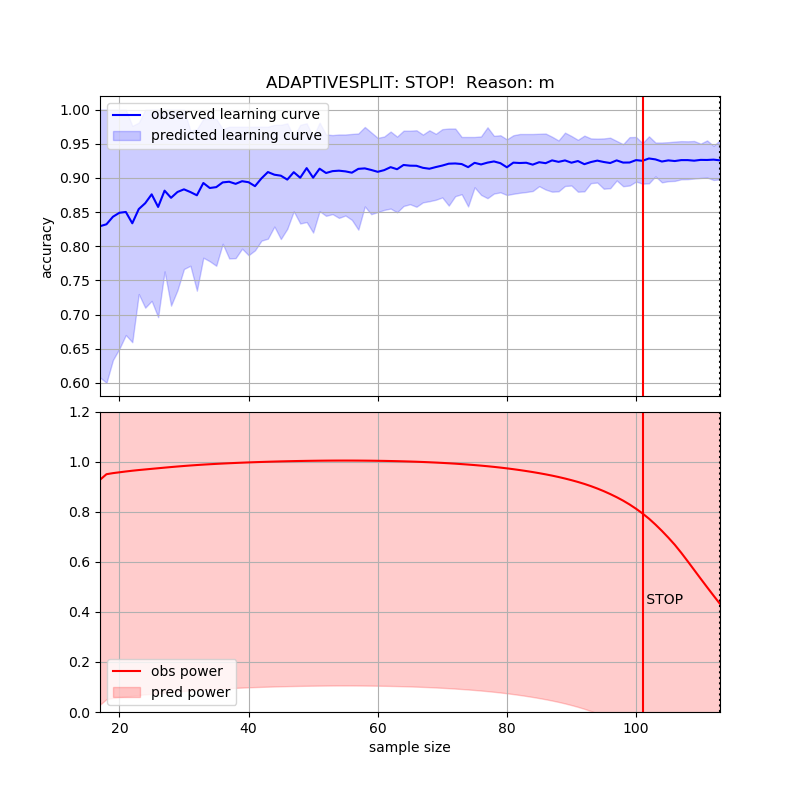 ADAPTIVESPLIT: STOP!  Reason: m
1.00
0.95
0.90
0.85
0.80
0.75
0.70
0.65
0.60
accuracy
observed learning curve
predicted learning curve
1.2
1.0
0.8
0.6
0.4
0.2
0.0
STOP
obs power
pred power
20 40 60 80 100
sample size